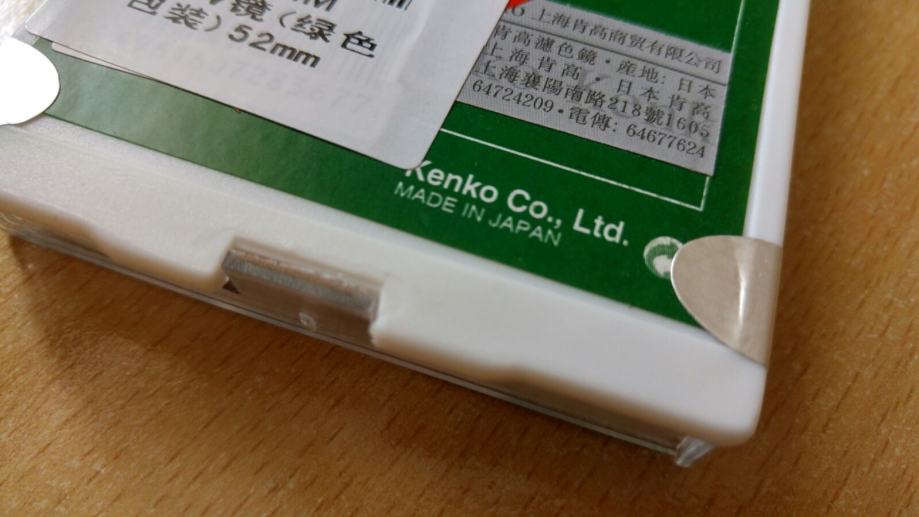 镜(绿色
包装)52mm
上海肯高商贸有限公司
肯高濾色鏡·産地:日本
上海肯高·日本肯高
上海襄陽南路218號1605
64724209·電傳:64677624
Kenko Co., Ltd.
MADE IN JAPAN